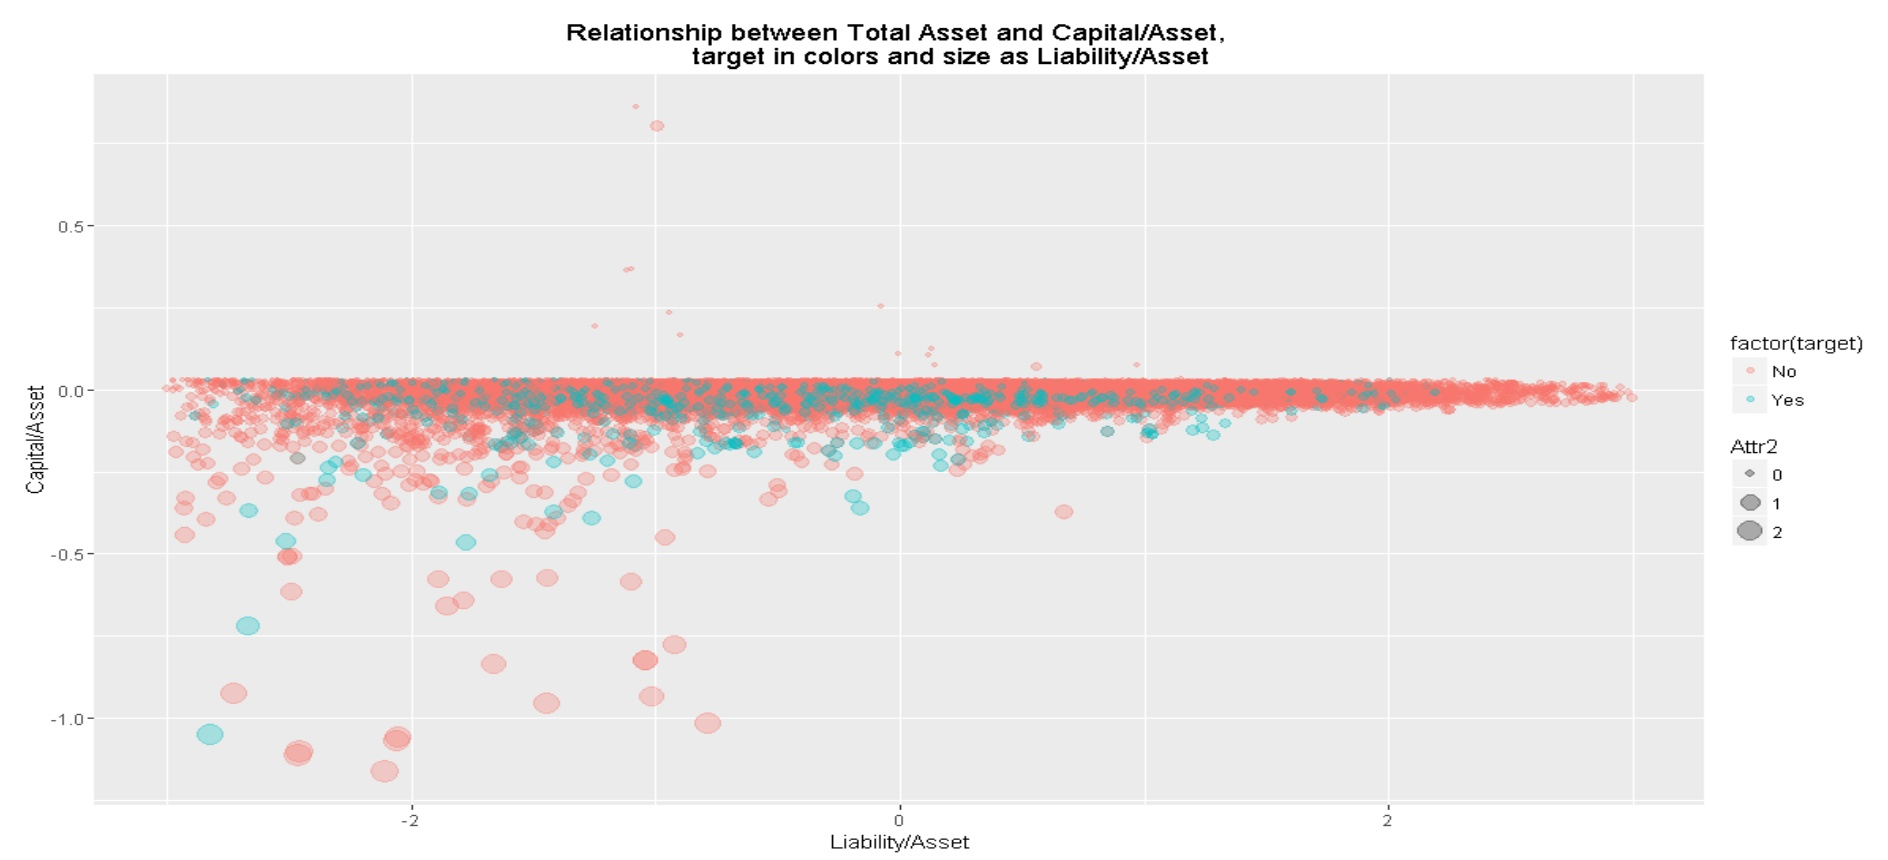 Relationship between Total Asset and Capital/Asset,
target in colors and size as Liability/Asset
Capital/Asset
0.5
0.0
-0.5
-1.0
-2
0
2
Liability/Asset
factor(target)
No
Yes
Attr2
0
1
2